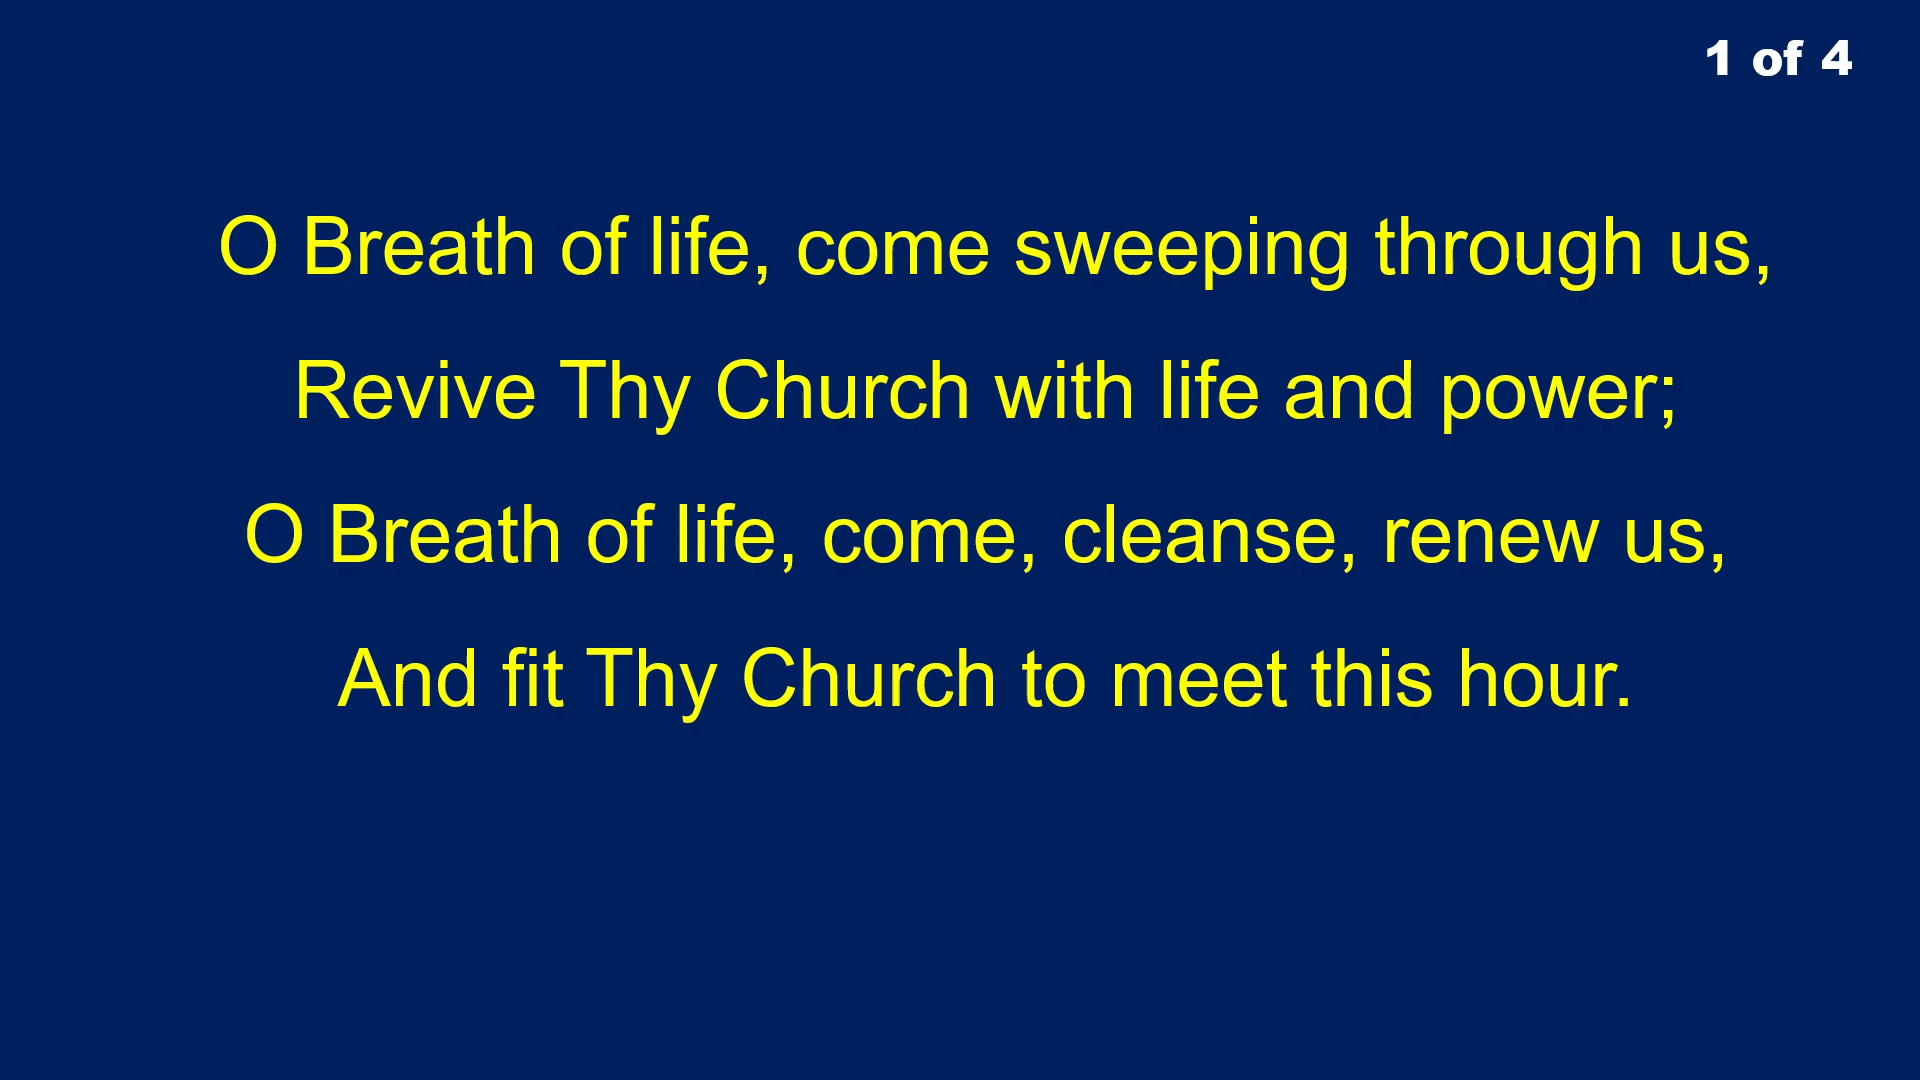 1 of 4
O Breath of life, come sweeping through us,
Revive Thy Church with life and power;
O Breath of life, come, cleanse, renew us,
And fit Thy Church to meet this hour.